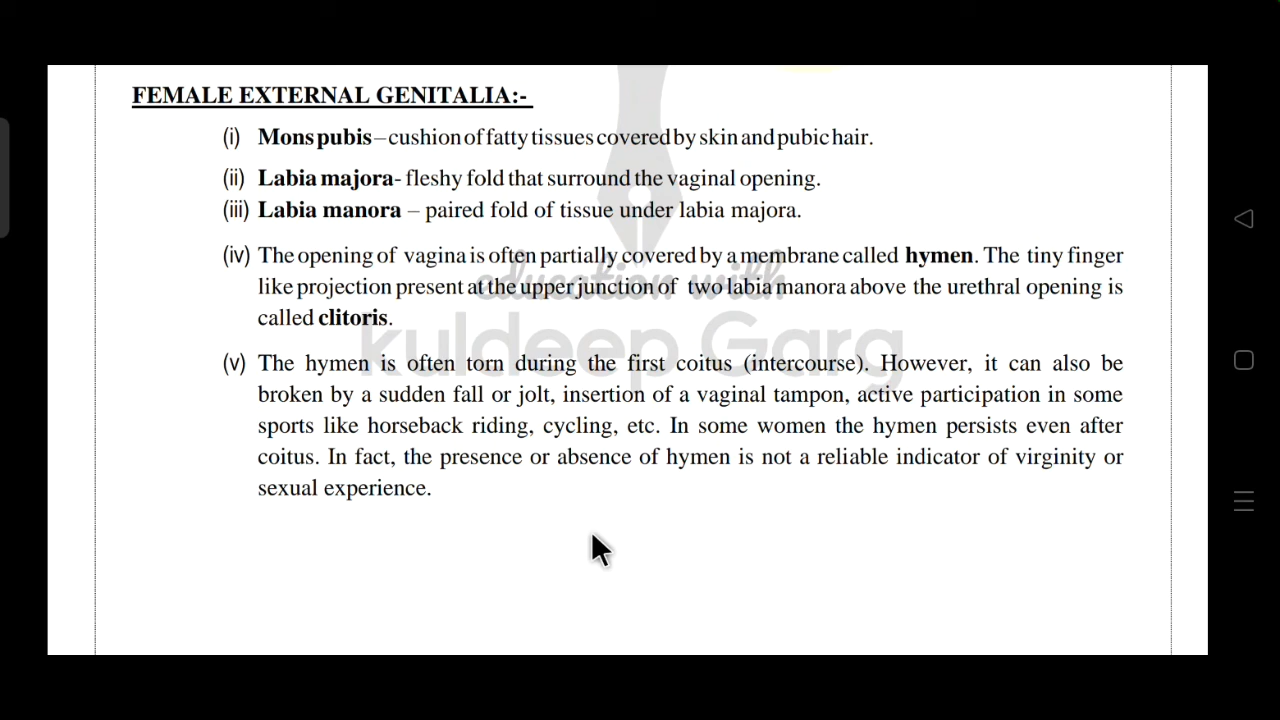 FEMALE EXTERNAL GENITALIA:-
(i) Mons pubis – cushion of fatty tissues covered by skin and pubic hair.
(ii) Labia majora- fleshy fold that surround the vaginal opening.
(iii) Labia manora – paired fold of tissue under labia majora.
(iv) The opening of vagina is often partially covered by a membrane called hymen. The tiny finger
like projection present at the upper junction of two labia manora above the urethral opening is
called clitoris.
(v) The hymen is often torn during the first coitus (intercourse). However, it can also be
broken by a sudden fall or jolt, insertion of a vaginal tampon, active participation in some
sports like horseback riding, cycling, etc. In some women the hymen persists even after
coitus. In fact, the presence or absence of hymen is not a reliable indicator of virginity or
sexual experience.
education with
kuldeep Garg